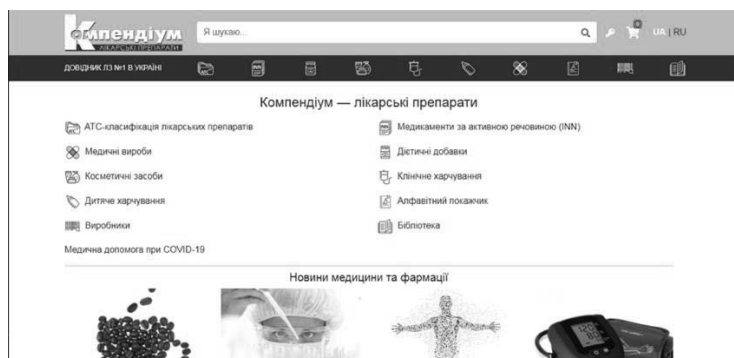 Компендіум
ЛІКАРСЬКІ ПРЕПАРАТИ
Я шукаю...
0
UA | RU
ДОВІДНИК ЛЗ №1 В УКРАЇНІ
Компендіум — лікарські препарати
АТС-класифікація лікарських препаратів
Медикаменти за активною речовиною (INN)
Медичні вироби
Дієтичні добавки
Косметичні засоби
Клінічне харчування
Дитяче харчування
Алфавітний покажчик
Виробники
Бібліотека
Медична допомога при COVID-19
Новини медицини та фармації